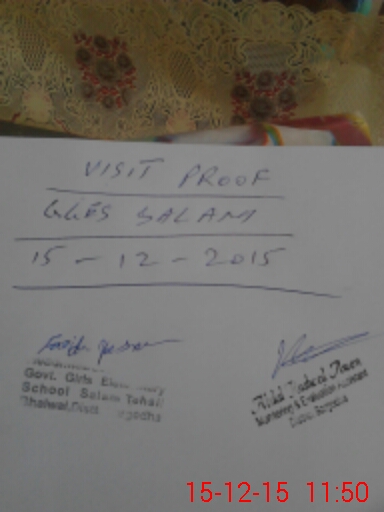 VISIT PROOF
GGES SALAM
15 - 12 - 2015
Govt. Girls Elementary
School Salam Tehsil
Bhalwal Distt. Sargodha
Monitoring & Evaluation Assistant
15-12-15 11:50